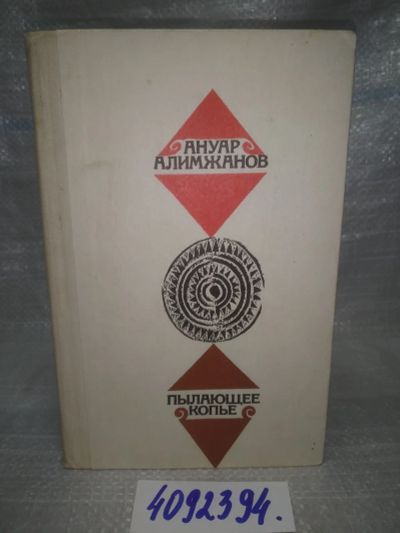 АНУАР
АЛИМЖАНОВ
ПЫЛАЮЩЕЕ
КОПЬЕ
4092394.